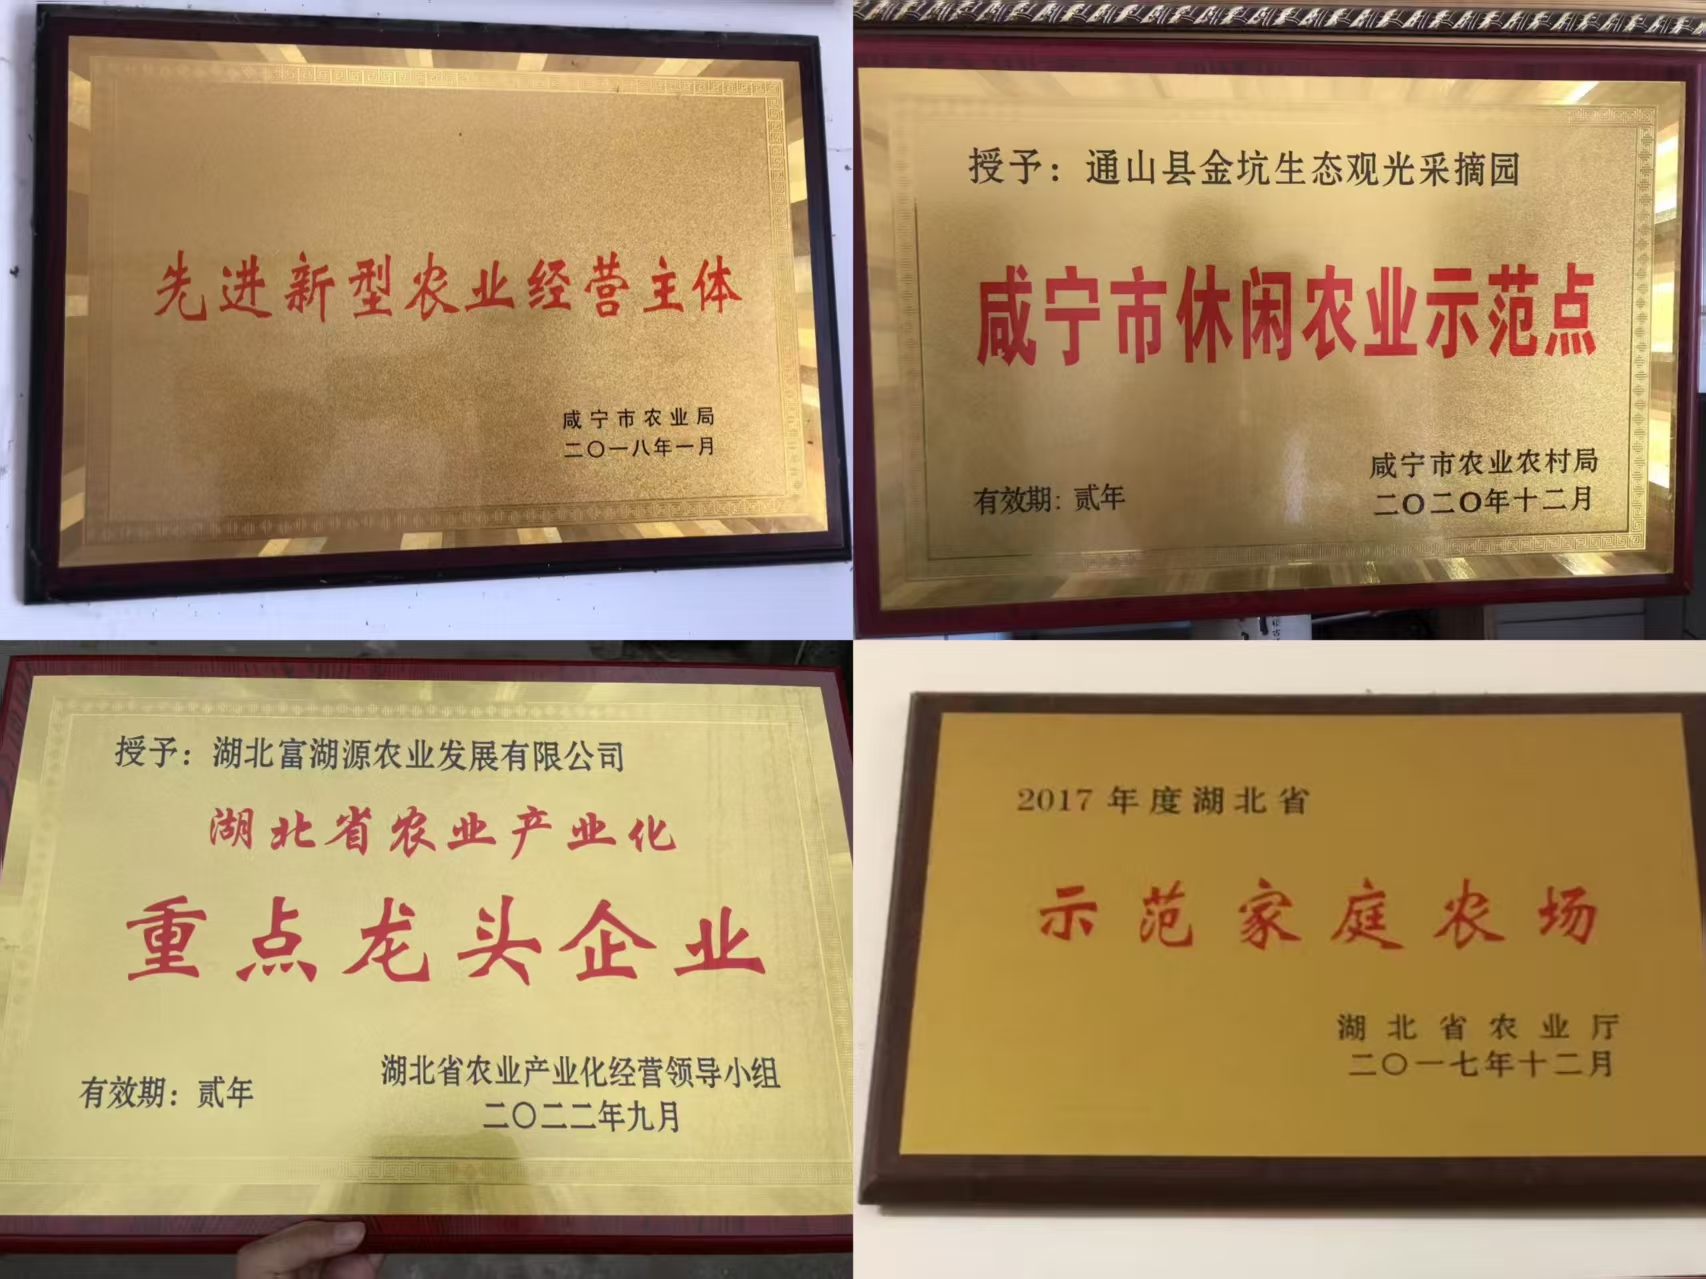 先进新型农业经营主体
咸宁市农业局
二〇一八年一月
授予：通山县金坑生态观光采摘园
咸宁市休闲农业示范点
有效期：贰年
咸宁市农业农村局
二〇二〇年十二月
授予：湖北富湖源农业发展有限公司
湖北省农业产业化
重点龙头企业
有效期：贰年
湖北省农业产业化经营领导小组
二〇二二年九月
2017年度湖北省
示范家庭农场
湖北省农业厅
二〇一七年十二月